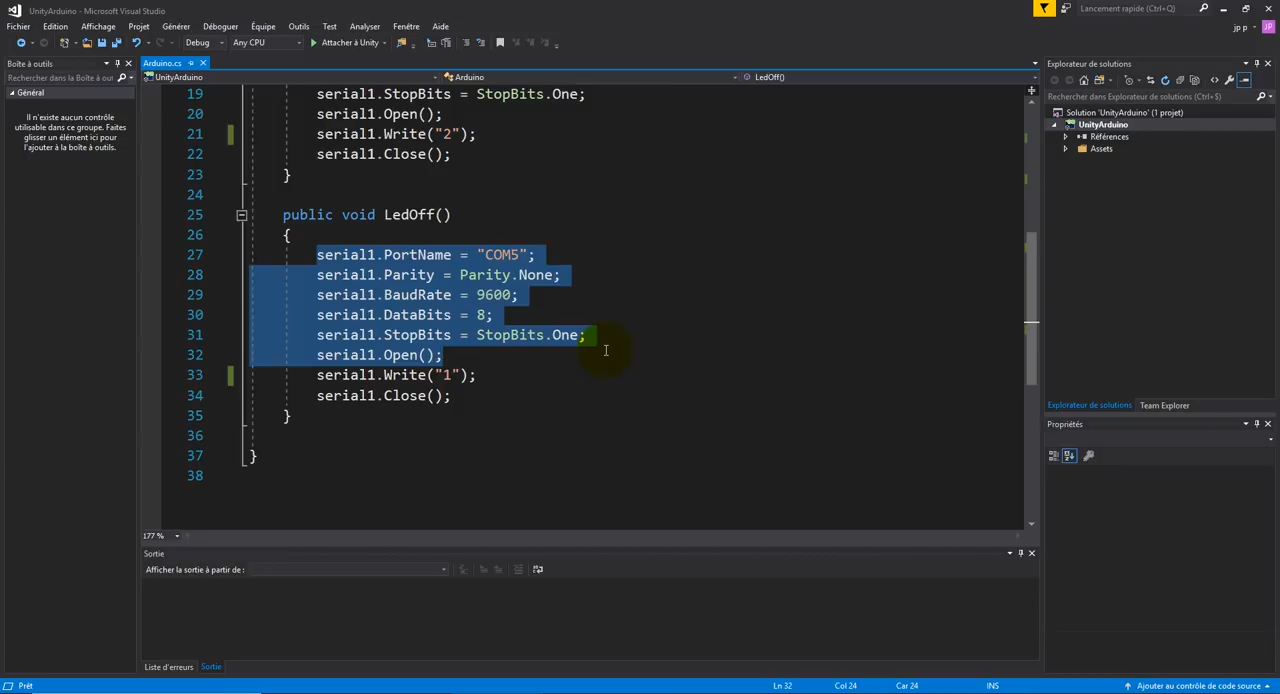 UnityArduino - Microsoft Visual Studio
Lancement rapide (Ctrl+Q)
Fichier Edition Affichage Projet Générer Déboguer Équipe Outils Test Analyser Fenêtre Aide
jp p JP
Debug Any CPU Attacher à Unity
Boîte à outils
Rechercher dans la Boîte à oui
Général
Il n'existe aucun contrôle
utilisable dans ce groupe. Faites
glisser un élément ici pour
l'ajouter à la boîte à outils.
Arduino.cs
UnityArduino Arduino LedOff()
19 serial1.StopBits = StopBits.One;
20 serial1.Open();
21 serial1.Write("2");
22 serial1.Close();
23 }
24
25 public void LedOff()
26 {
27 serial1.PortName = "COM5";
28 serial1.Parity = Parity.None;
29 serial1.BaudRate = 9600;
30 serial1.DataBits = 8;
31 serial1.StopBits = StopBits.One;
32 serial1.Open();
33 serial1.Write("1");
34 serial1.Close();
35 }
36
37 }
38
177 %
Sortie
Afficher la sortie à partir de :
Liste d'erreurs Sortie
Explorateur de solutions
Rechercher dans Explorateur de solutions (Ctrl+$)
Solution 'UnityArduino' (1 projet)
UnityArduino
Références
Assets
Explorateur de solutions Team Explorer
Propriétés
Prêt Ln 32 Col 24 Car 24 INS Ajouter au contrôle de code source